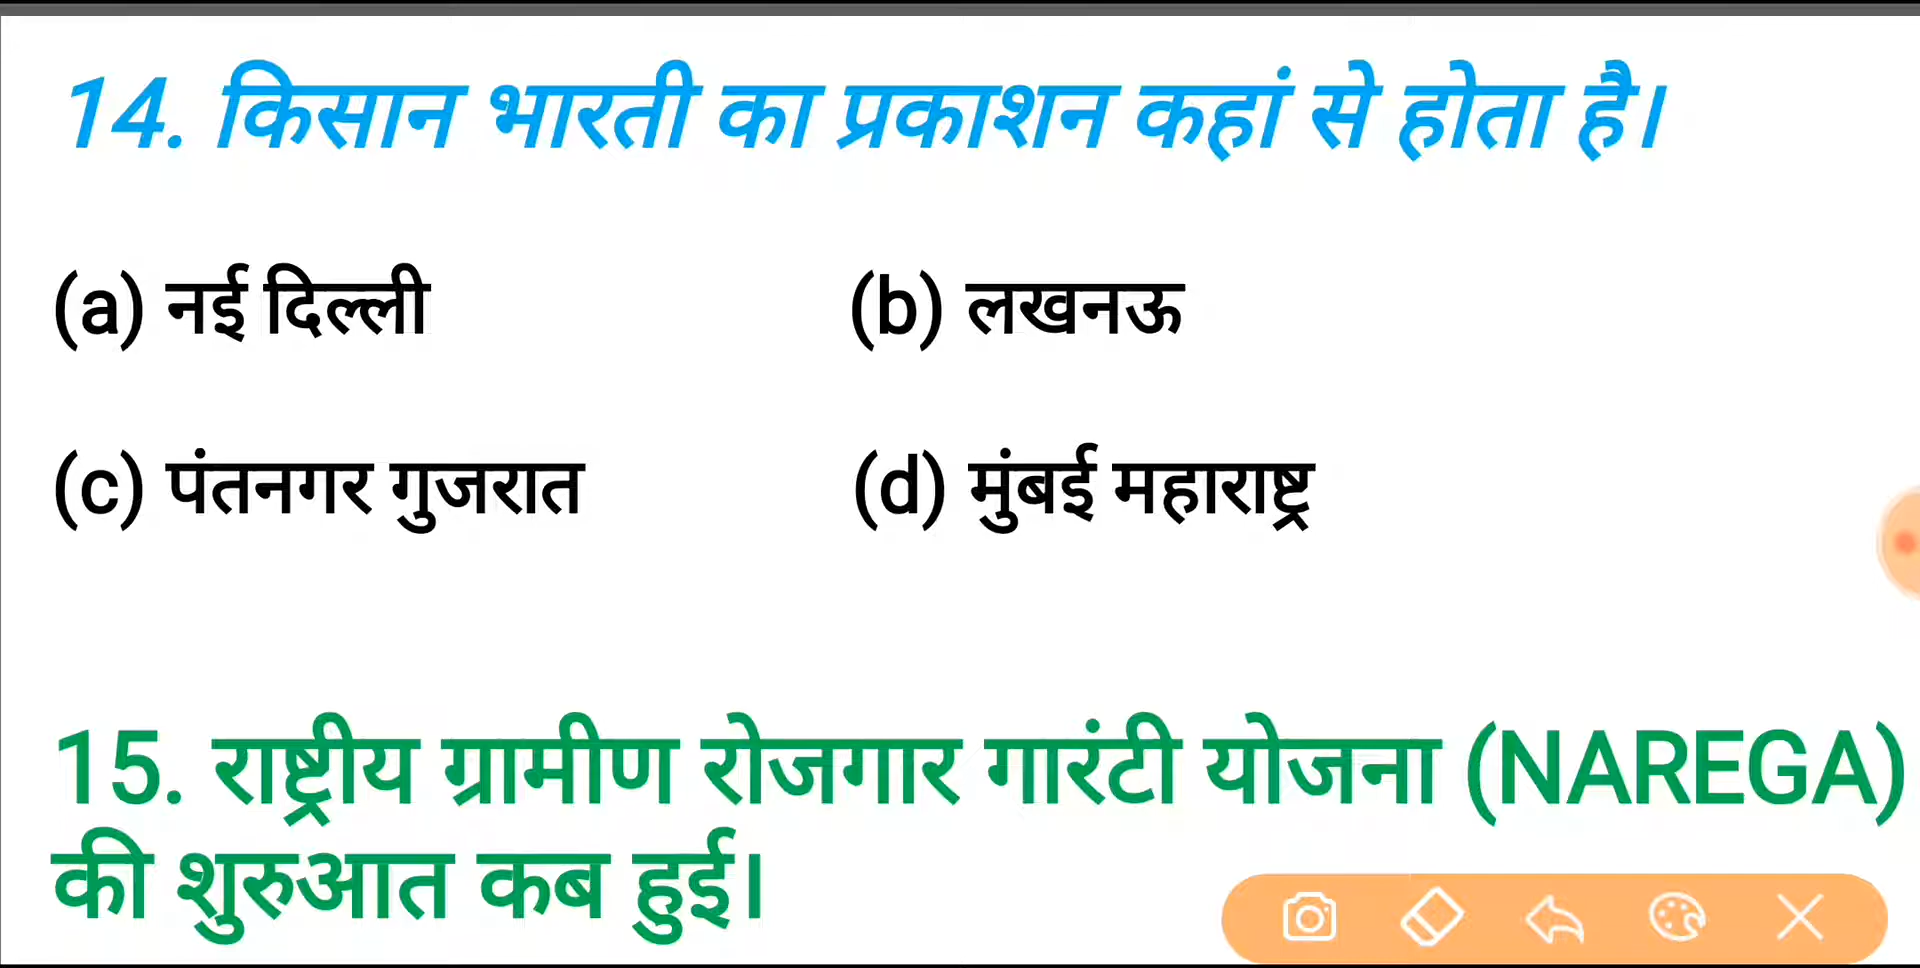 14. किसान भारती का प्रकाशन कहां से होता है।
(a) नई दिल्ली (b) लखनऊ
(c) पंतनगर गुजरात (d) मुंबई महाराष्ट्र
15. राष्ट्रीय ग्रामीण रोजगार गारंटी योजना (NAREGA)
की शुरुआत कब हुई।